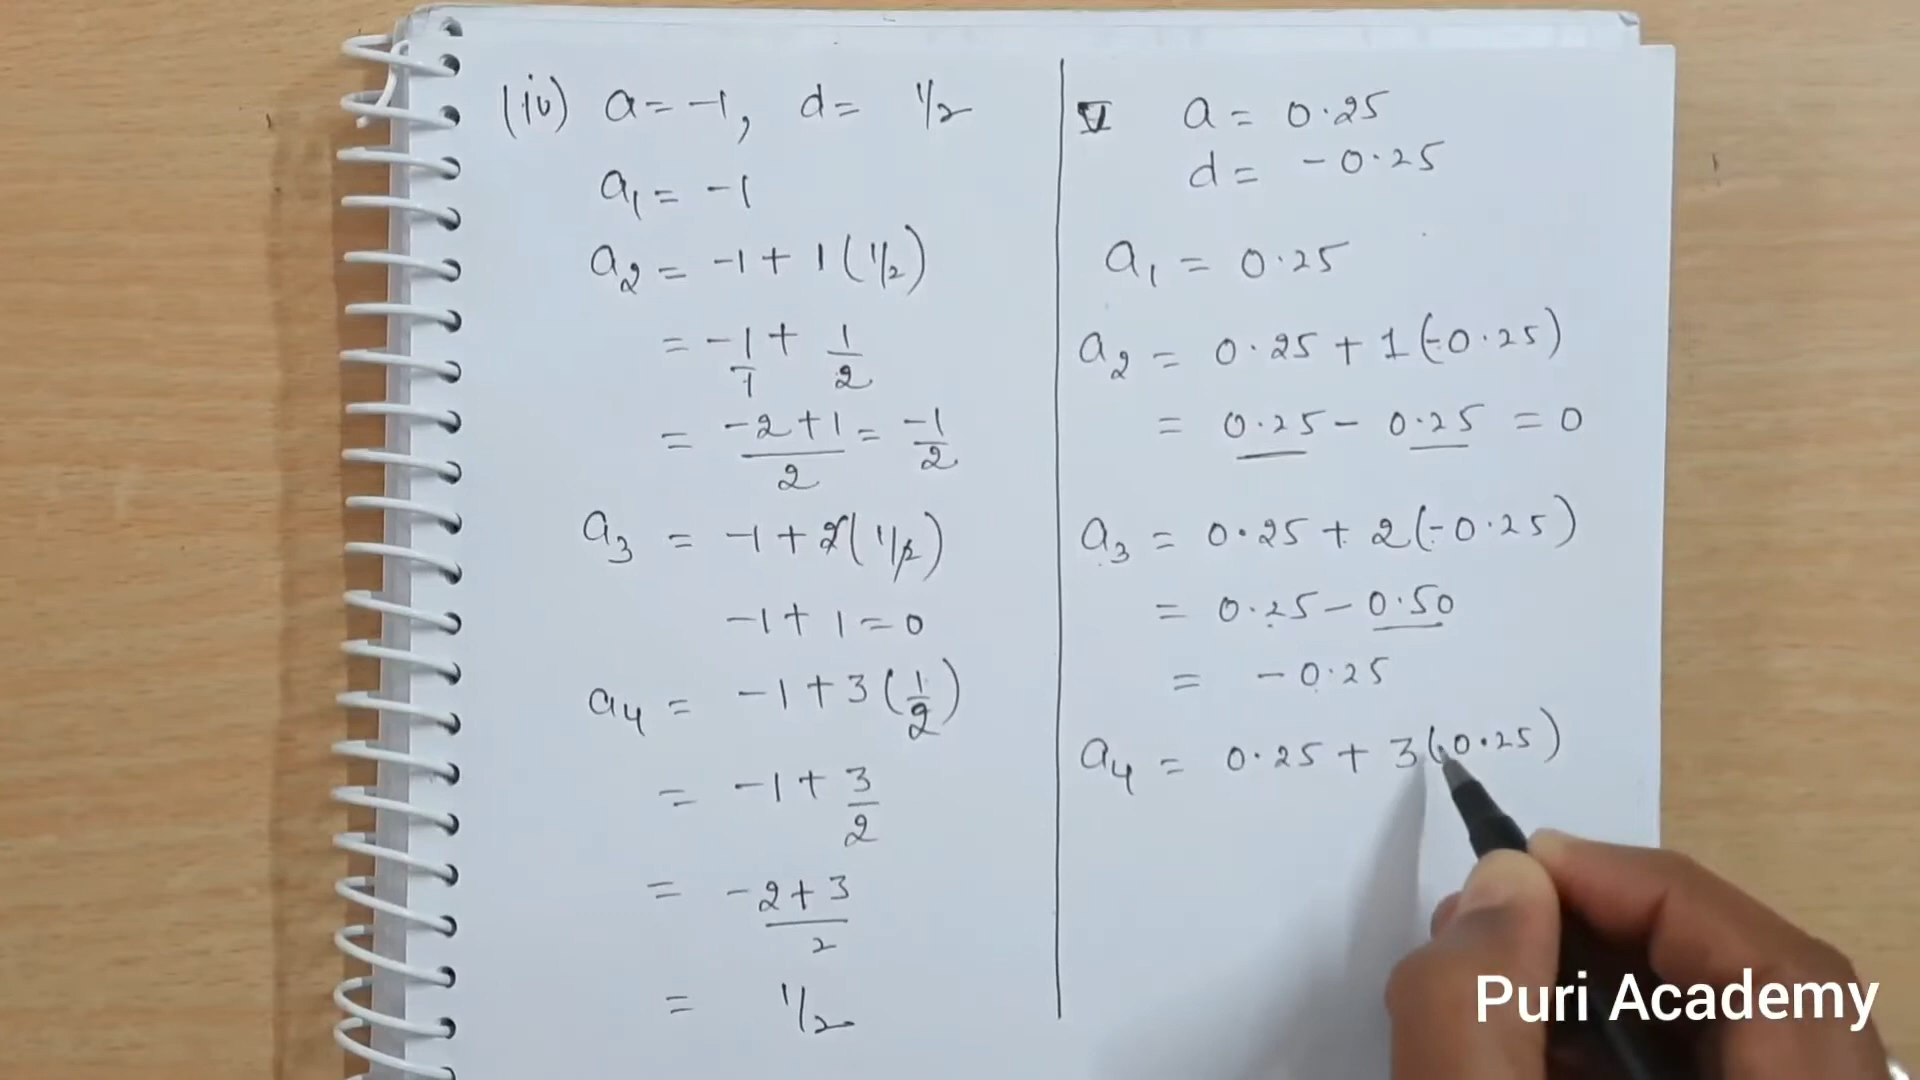 (iv) a = -1, d = 1/2
a1 = -1
a2 = -1 + 1 (1/2)
= -1/1 + 1/2
= -2+1/2 = -1/2
a3 = -1 + 2 (1/2)
-1 + 1 = 0
a4 = -1 + 3 (1/2)
= -1 + 3/2
= -2+3/2
= 1/2
V a = 0.25
d = -0.25
a1 = 0.25
a2 = 0.25 + 1 (-0.25)
= 0.25 - 0.25 = 0
a3 = 0.25 + 2 (-0.25)
= 0.25 - 0.50
= -0.25
a4 = 0.25 + 3 (-0.25)
Puri Academy